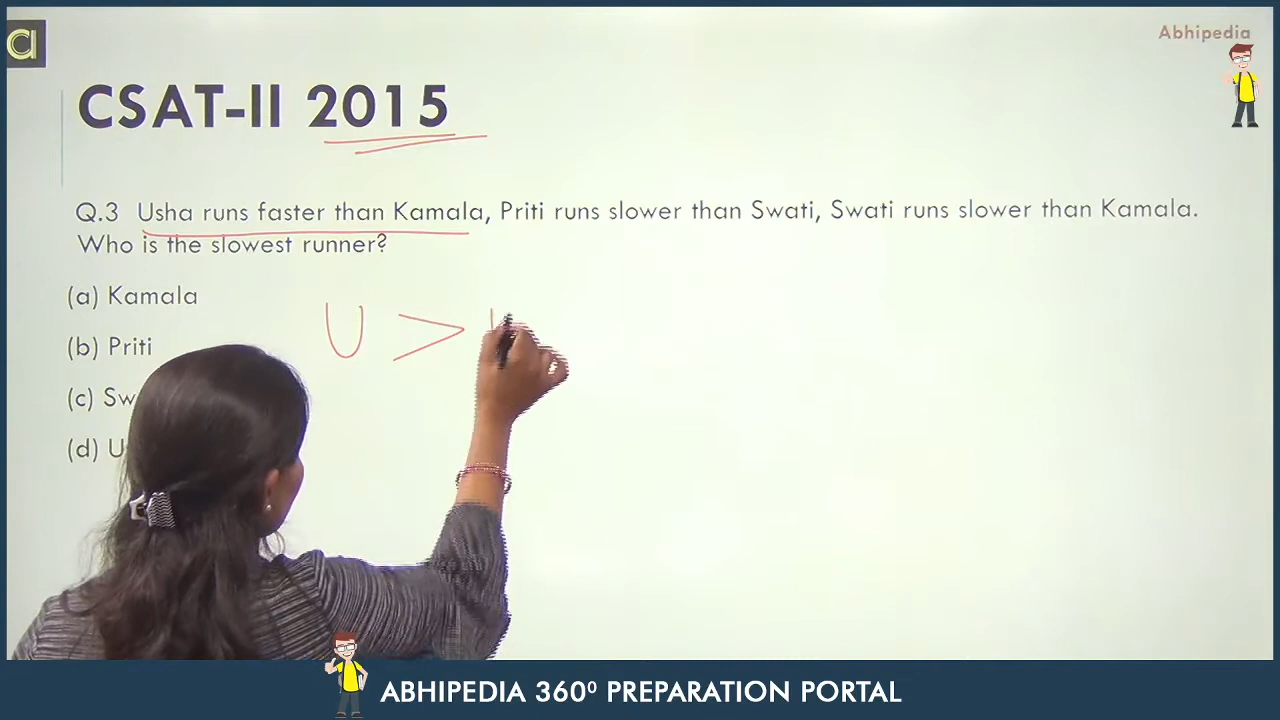 a
Abhipedia
CSAT-II 2015
Q.3 Usha runs faster than Kamala, Priti runs slower than Swati, Swati runs slower than Kamala.
Who is the slowest runner?
(a) Kamala
(b) Priti
(c) Sw
(d) U
U >
ABHIPEDIA 360⁰ PREPARATION PORTAL